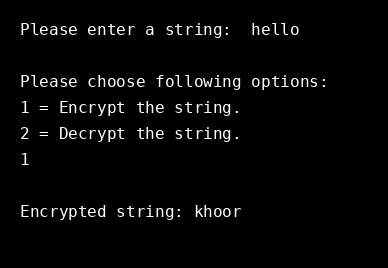 Please enter a string:  hello
Please choose following options:
1 = Encrypt the string.
2 = Decrypt the string.
1
Encrypted string: khoor